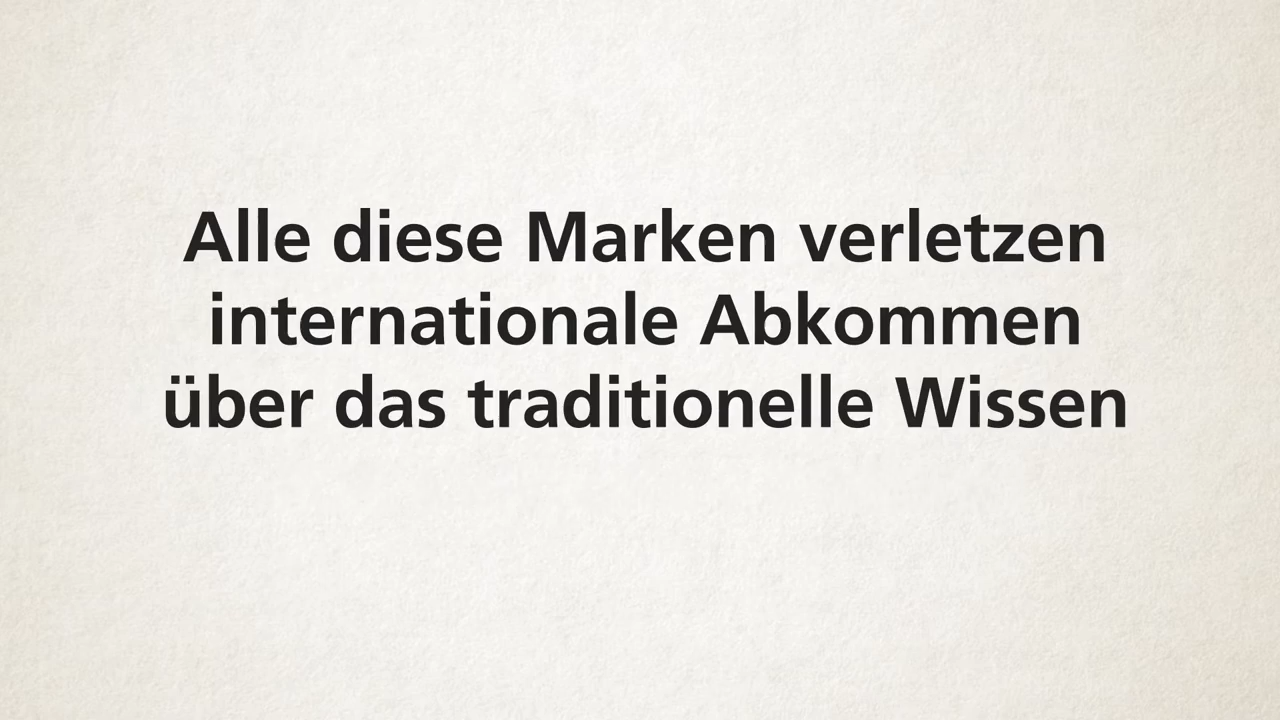 Alle diese Marken verletzen
internationale Abkommen
über das traditionelle Wissen